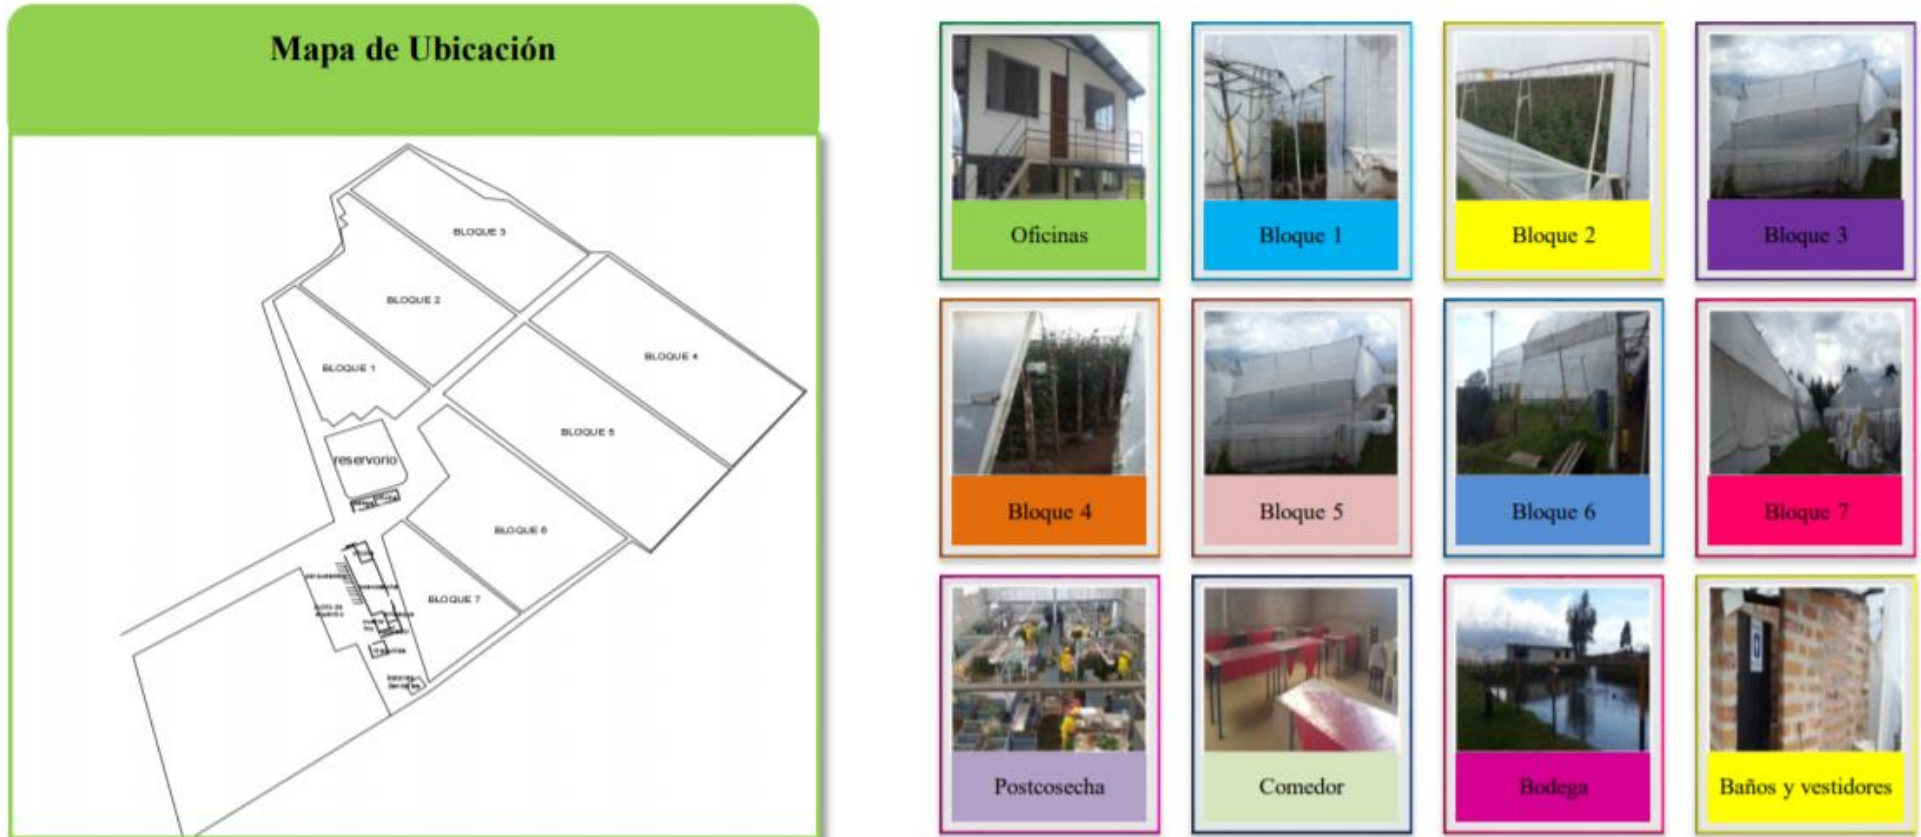 Mapa de Ubicación
BLOQUE 3
BLOQUE 2
BLOQUE 4
BLOQUE 1
BLOQUE 5
reservorio
BLOQUE 6
BLOQUE 7
Oficinas
Bloque 1
Bloque 2
Bloque 3
Bloque 4
Bloque 5
Bloque 6
Bloque 7
Postcosecha
Comedor
Bodega
Baños y vestidores